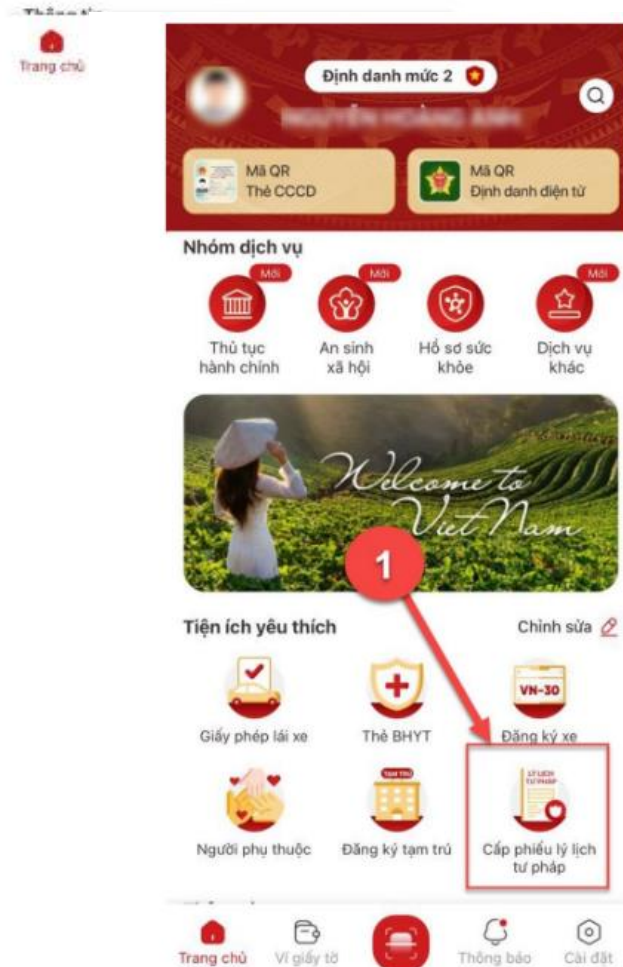 Trang chủ
Định danh mức 2
Mã QR
Thẻ CCCD
Mã QR
Định danh điện tử
Nhóm dịch vụ
Mới
Mới
Mới
Thủ tục
hành chính
An sinh
xã hội
Hồ sơ sức
khỏe
Dịch vụ
khác
Welcome to
Viet Nam
1
Tiện ích yêu thích
Chỉnh sửa
Giấy phép lái xe
Thẻ BHYT
VN-30
Đăng ký xe
Người phụ thuộc
TẠM TRÚ
Đăng ký tạm trú
LÝ LỊCH
TƯ PHÁP
Cấp phiếu lý lịch
tư pháp
Trang chủ
Ví giấy tờ
Thông báo
Cài đặt